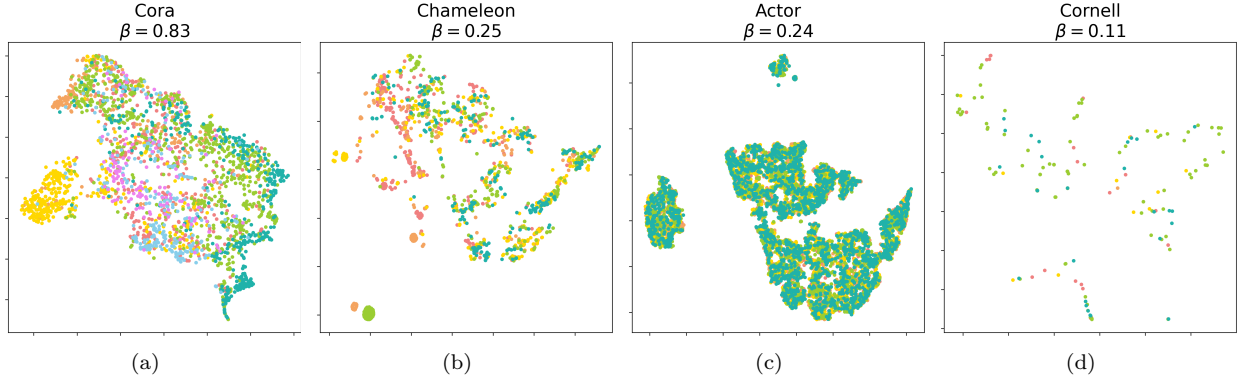 Cora
β = 0.83
Chameleon
β = 0.25
Actor
β = 0.24
Cornell
β = 0.11
(a)
(b)
(c)
(d)